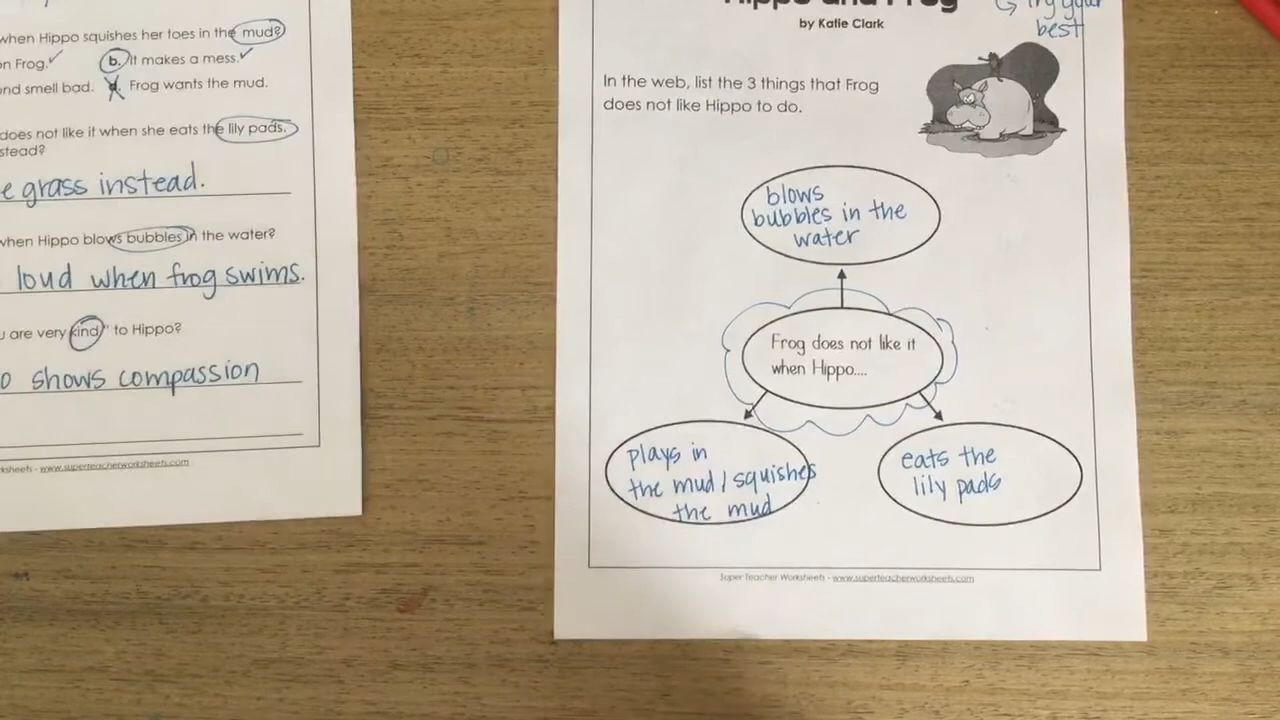 when Hippo squishes her toes in the mud?
on Frog. b. It makes a mess.
and smell bad. d. Frog wants the mud.
does not like it when she eats the lily pads.
stead?
e grass instead.
when Hippo blows bubbles in the water?
loud when frog swims.
u are very kind" to Hippo?
o shows compassion
ksheets - www.superteacherworksheets.com
Hippo and Frog
by Katie Clark
Try your
best
In the web, list the 3 things that Frog
does not like Hippo to do.
blows
bubbles in the
water
Frog does not like it
when Hippo....
plays in
the mud / squishes
the mud
eats the
lily pads
Super Teacher Worksheets - www.superteacherworksheets.com